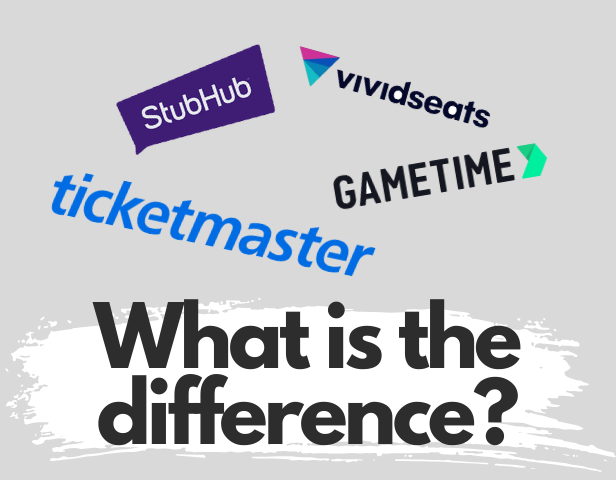 StubHub
vividseats
GAMETIME
ticketmaster
What is the
difference?